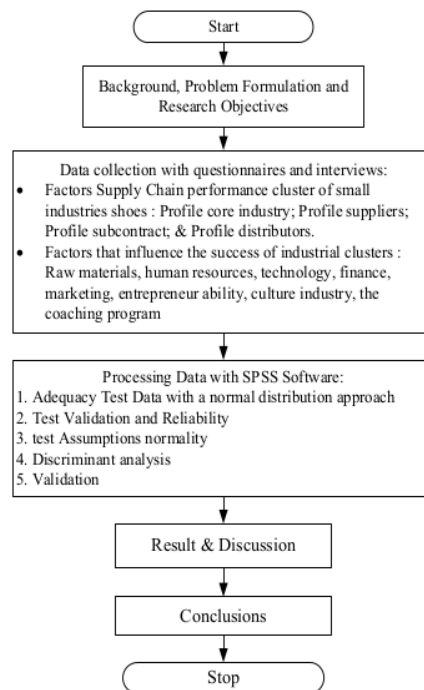 Start
Background, Problem Formulation and
Research Objectives
Data collection with questionnaires and interviews:
• Factors Supply Chain performance cluster of small
industries shoes : Profile core industry; Profile suppliers;
Profile subcontract; & Profile distributors.
• Factors that influence the success of industrial clusters :
Raw materials, human resources, technology, finance,
marketing, entrepreneur ability, culture industry, the
coaching program
Processing Data with SPSS Software:
1. Adequacy Test Data with a normal distribution approach
2. Test Validation and Reliability
3. test Assumptions normality
4. Discriminant analysis
5. Validation
Result & Discussion
Conclusions
Stop